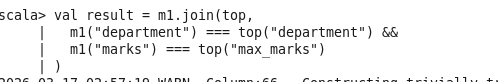 scala> val result = m1.join(top,
     |   m1("department") === top("department") &&
     |   m1("marks") === top("max_marks")
     | )